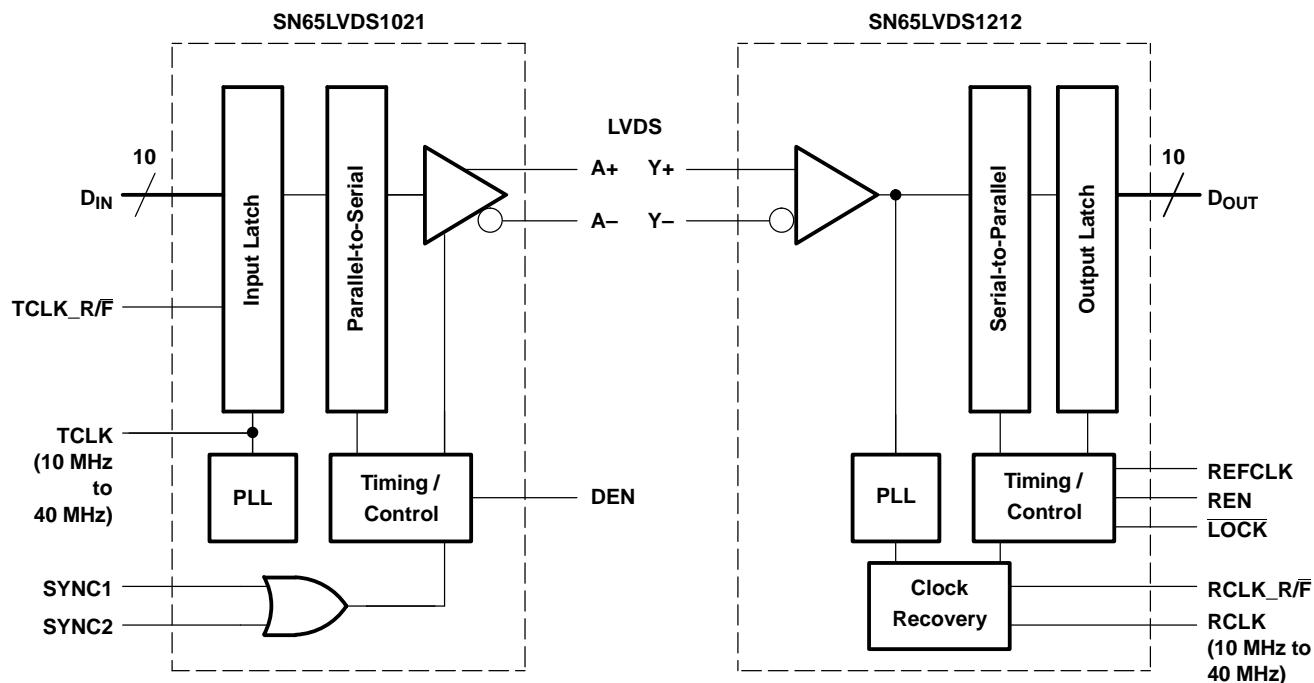 SN65LVDS1021
SN65LVDS1212
LVDS
10
A+
Y+
10
DIN
A–
Y–
DOUT
Input Latch
Parallel-to-Serial
Serial-to-Parallel
Output Latch
TCLK_R/F̅
TCLK
(10 MHz
to
40 MHz)
PLL
Timing /
Control
DEN
PLL
Timing /
Control
REFCLK
REN
L̅O̅C̅K̅
SYNC1
SYNC2
Clock
Recovery
RCLK_R/F̅
RCLK
(10 MHz to
40 MHz)